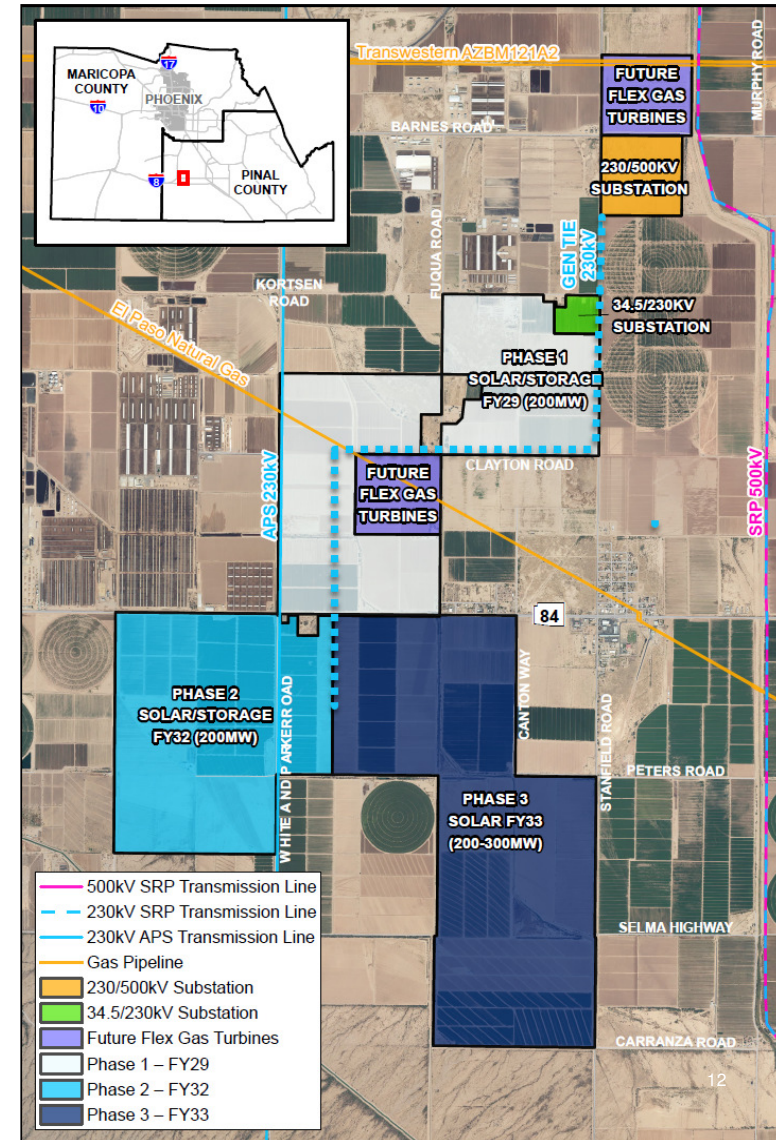 Transwestern AZBM121A2
MURPHY ROAD
17
MARICOPA
COUNTY
10
PHOENIX
8
PINAL
COUNTY
FUTURE
FLEX GAS
TURBINES
BARNES ROAD
230/500KV
SUBSTATION
FUQUA ROAD
GEN TIE
230kV
KORTSEN
ROAD
34.5/230KV
SUBSTATION
El Paso Natural Gas
PHASE 1
SOLAR/STORAGE
FY29 (200MW)
CLAYTON ROAD
APS 230kV
FUTURE
FLEX GAS
TURBINES
SRP 500kV
84
PHASE 2
SOLAR/STORAGE
FY32 (200MW)
WHITE AND PARKERR OAD
CANTON WAY
STANFIELD ROAD
PETERS ROAD
PHASE 3
SOLAR FY33
(200-300MW)
SELMA HIGHWAY
CARRANZA ROAD
500kV SRP Transmission Line
230kV SRP Transmission Line
230kV APS Transmission Line
Gas Pipeline
230/500kV Substation
34.5/230kV Substation
Future Flex Gas Turbines
Phase 1 – FY29
Phase 2 – FY32
Phase 3 – FY33
12